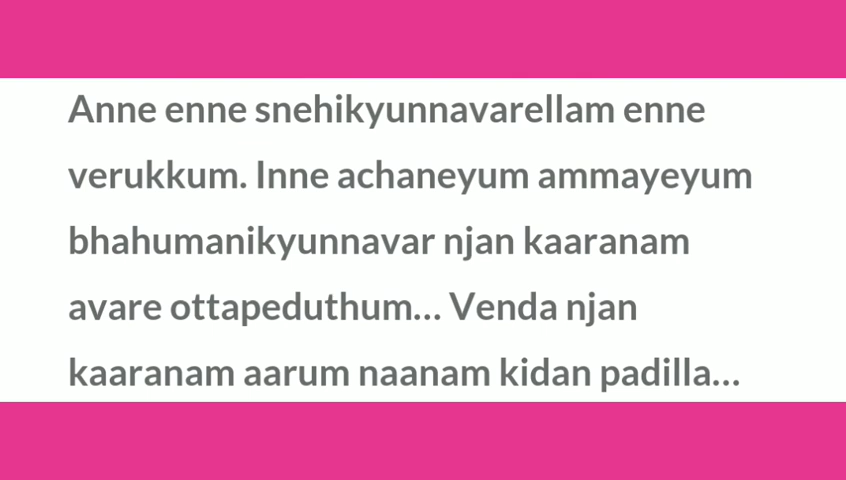 Anne enne snehikyunnavarellam enne
verukkum. Inne achaneyum ammayeyum
bhahumanikyunnavar njan kaaranam
avare ottapeduthum... Venda njan
kaaranam aarum naanam kidan padilla...